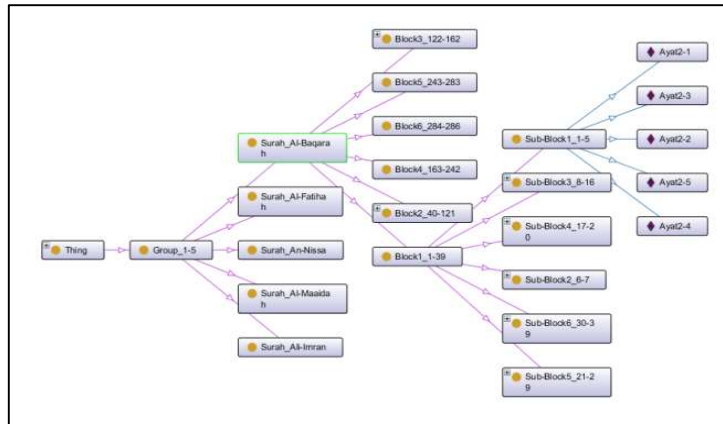 Thing
Group_1-5
Surah_Al-Baqara
h
Surah_Al-Fatiha
h
Surah_An-Nissa
Surah_Al-Maaida
h
Surah_Ali-Imran
Block3_122-162
Block5_243-283
Block6_284-286
Block4_163-242
Block2_40-121
Block1_1-39
Sub-Block1_1-5
Sub-Block3_8-16
Sub-Block4_17-2
0
Sub-Block2_6-7
Sub-Block6_30-3
9
Sub-Block5_21-2
9
Ayat2-1
Ayat2-3
Ayat2-2
Ayat2-5
Ayat2-4